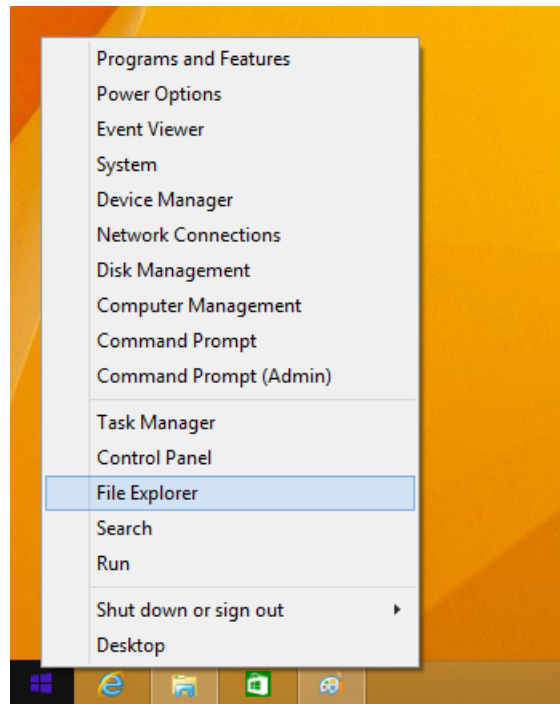 Programs and Features
Power Options
Event Viewer
System
Device Manager
Network Connections
Disk Management
Computer Management
Command Prompt
Command Prompt (Admin)
Task Manager
Control Panel
File Explorer
Search
Run
Shut down or sign out
Desktop